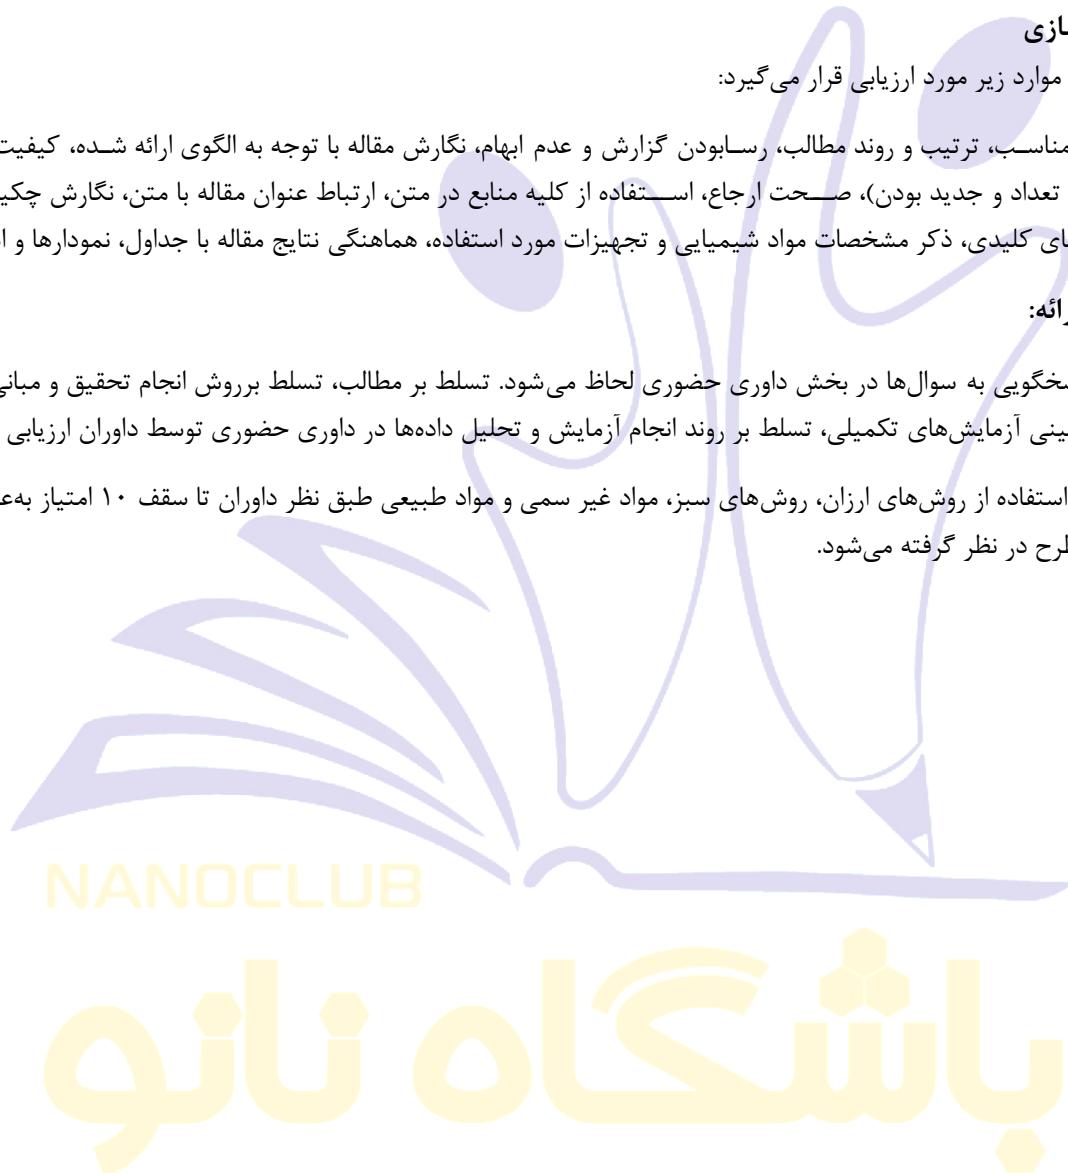 ازی
موارد زیر مورد ارزیابی قرار می‌گیرد:
مناسب، ترتیب و روند مطالب، رسابودن گزارش و عدم ابهام، نگارش مقاله با توجه به الگوی ارائه شده، کیفیت
تعداد و جدید بودن)، صحت ارجاع، استفاده از کلیه منابع در متن، ارتباط عنوان مقاله با متن، نگارش چکی
ای کلیدی، ذکر مشخصات مواد شیمیایی و تجهیزات مورد استفاده، هماهنگی نتایج مقاله با جداول، نمودارها و ا
رائه:
سخگویی به سوال‌ها در بخش داوری حضوری لحاظ می‌شود. تسلط بر مطالب، تسلط برروش انجام تحقیق و مبانی
ینی آزمایش‌های تکمیلی، تسلط بر روند انجام آزمایش و تحلیل داده‌ها در داوری حضوری توسط داوران ارزیابی
استفاده از روش‌های ارزان، روش‌های سبز، مواد غیر سمی و مواد طبیعی طبق نظر داوران تا سقف ۱۰ امتیاز به‌ع
طرح در نظر گرفته می‌شود.
NANOCLUB
باشگاه نانو